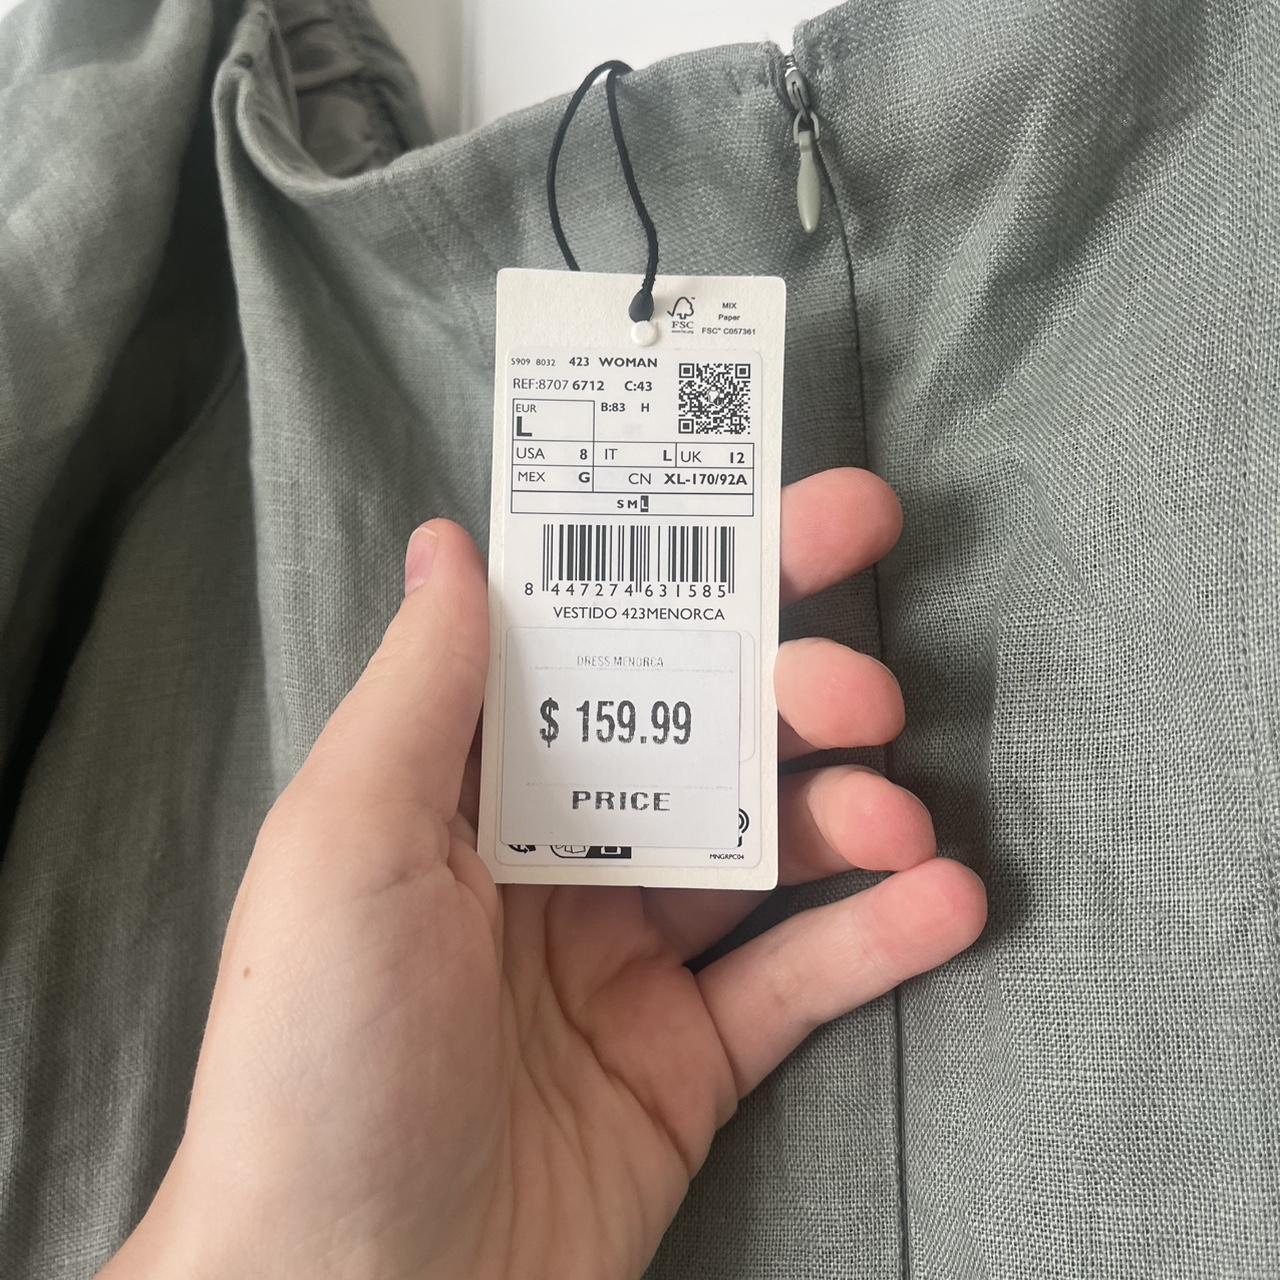 FSC
MIX
Paper
FSC® C057361
5909 8032 423 WOMAN
REF:8707 6712 C:43
EUR
L
B:83 H
USA 8 IT L UK 12
MEX G CN XL-170/92A
S M L
8 447274 631585
VESTIDO 423MENORCA
DRESS MENORCA
$ 159.99
PRICE
MNGRPC04